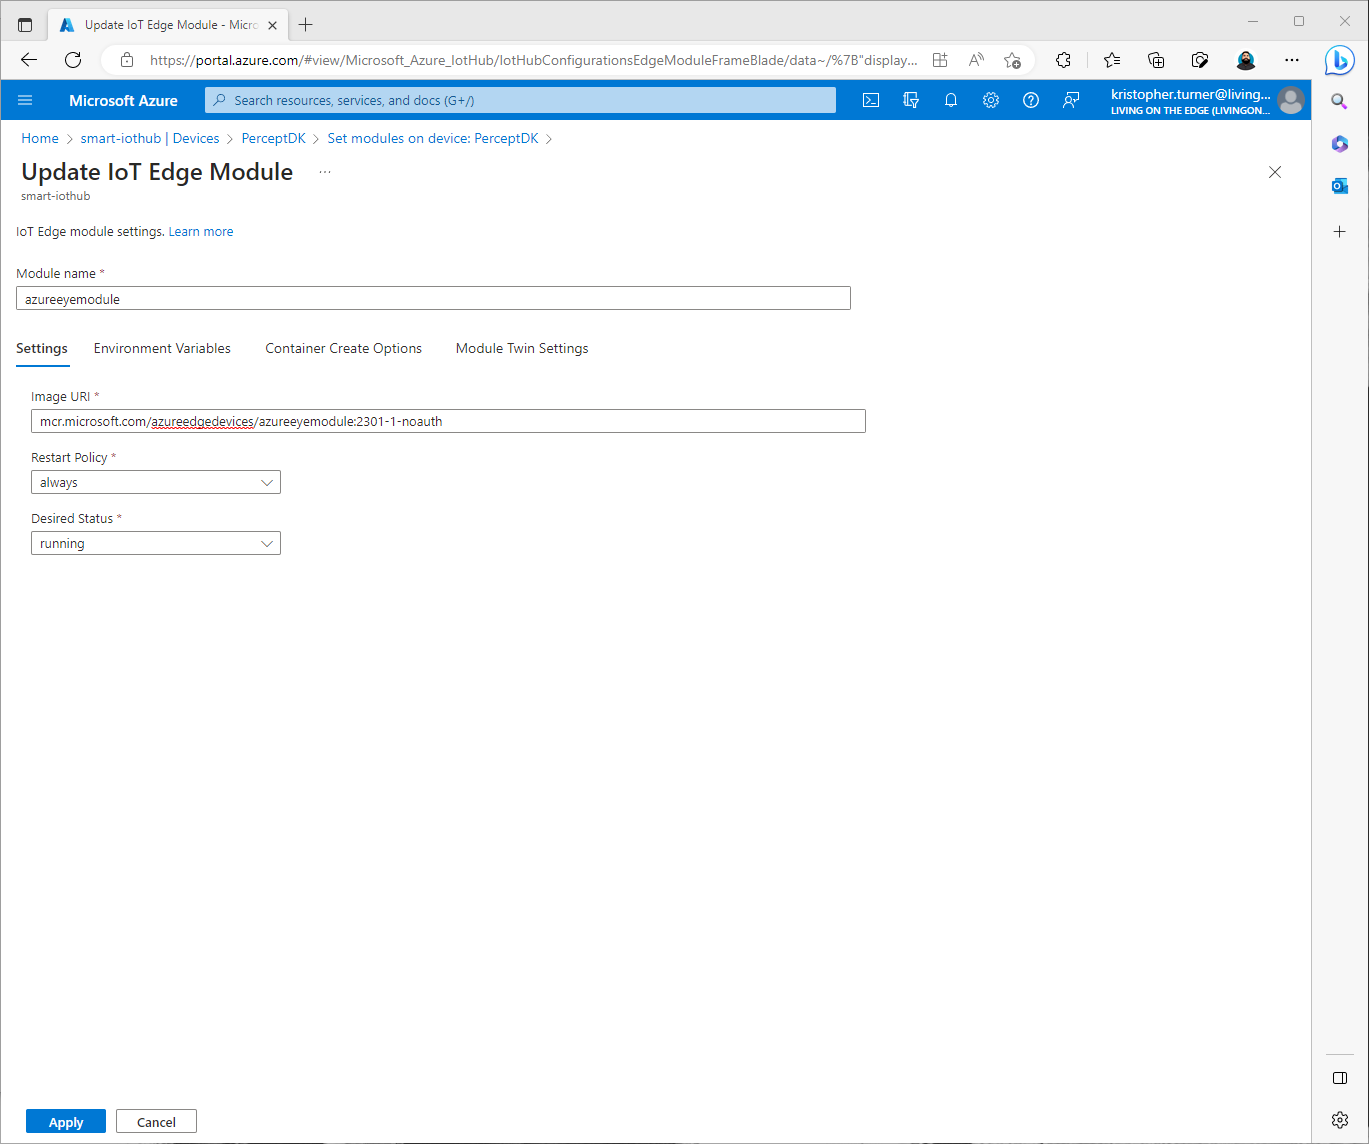 Update IoT Edge Module - Micro
https://portal.azure.com/#view/Microsoft_Azure_IotHub/IotHubConfigurationsEdgeModuleFrameBlade/data~/%7B"display...
Microsoft Azure
Search resources, services, and docs (G+/)
kristopher.turner@living...
LIVING ON THE EDGE (LIVINGON...
Home > smart-iothub | Devices > PerceptDK > Set modules on device: PerceptDK >
Update IoT Edge Module ...
smart-iothub
IoT Edge module settings. Learn more
Module name *
azureeyemodule
Settings Environment Variables Container Create Options Module Twin Settings
Image URI *
mcr.microsoft.com/azureedgedevices/azureeyemodule:2301-1-noauth
Restart Policy *
always
Desired Status *
running
Apply Cancel